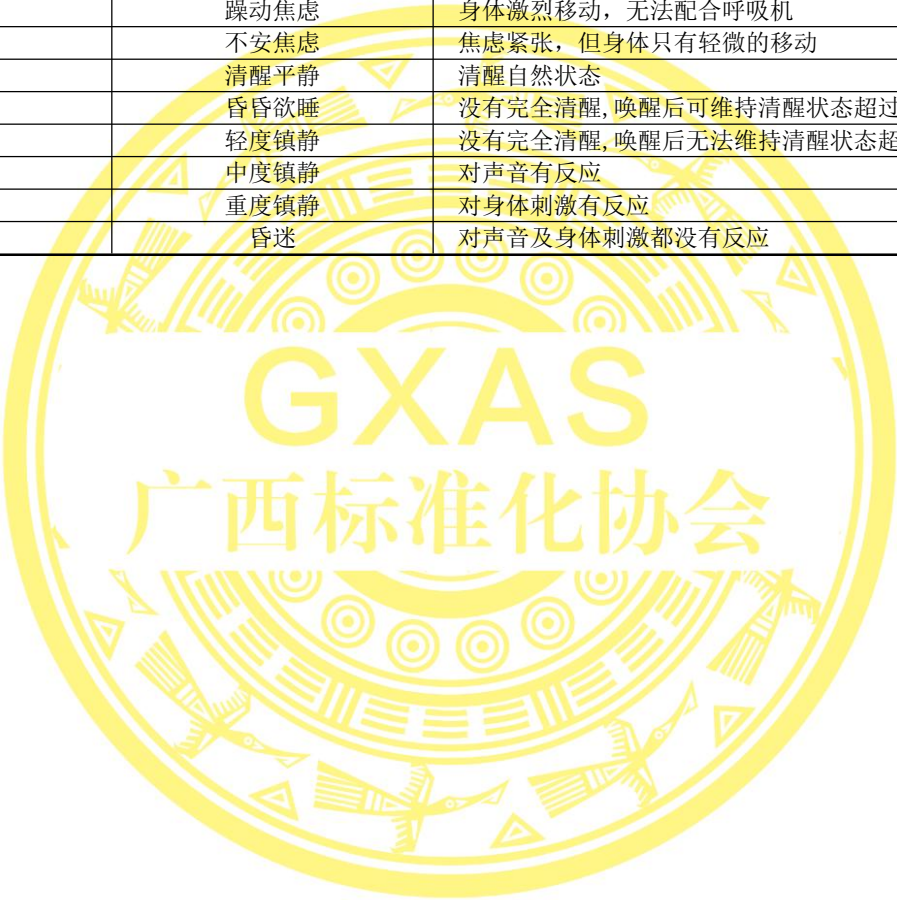 躁动焦虑 身体激烈移动，无法配合呼吸机
不安焦虑 焦虑紧张，但身体只有轻微的移动
清醒平静 清醒自然状态
昏昏欲睡 没有完全清醒,唤醒后可维持清醒状态超过
轻度镇静 没有完全清醒,唤醒后无法维持清醒状态超
中度镇静 对声音有反应
重度镇静 对身体刺激有反应
昏迷 对声音及身体刺激都没有反应
GXAS
广西标准化协会